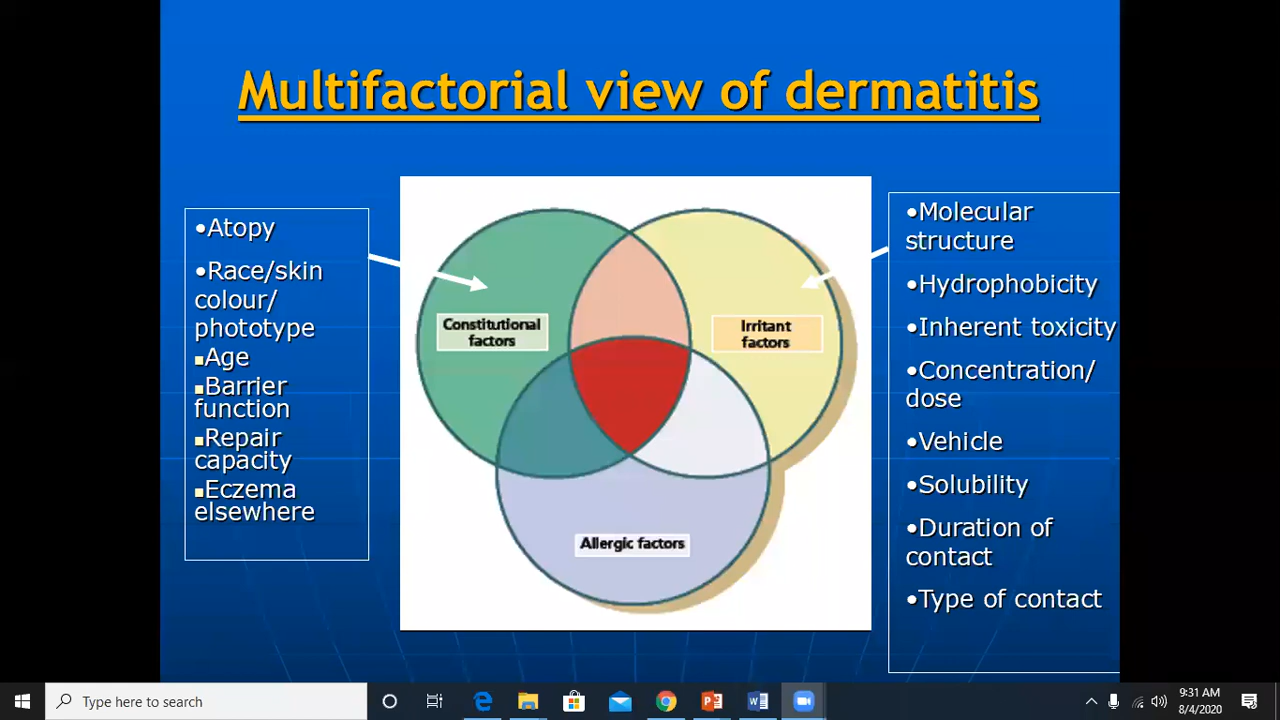 Multifactorial view of dermatitis
•Atopy
•Race/skin
colour/
phototype
▪Age
▪Barrier
function
▪Repair
capacity
▪Eczema
elsewhere
Constitutional
factors
Irritant
factors
Allergic factors
•Molecular
structure
•Hydrophobicity
•Inherent toxicity
•Concentration/
dose
•Vehicle
•Solubility
•Duration of
contact
•Type of contact
Type here to search
9:31 AM
8/4/2020